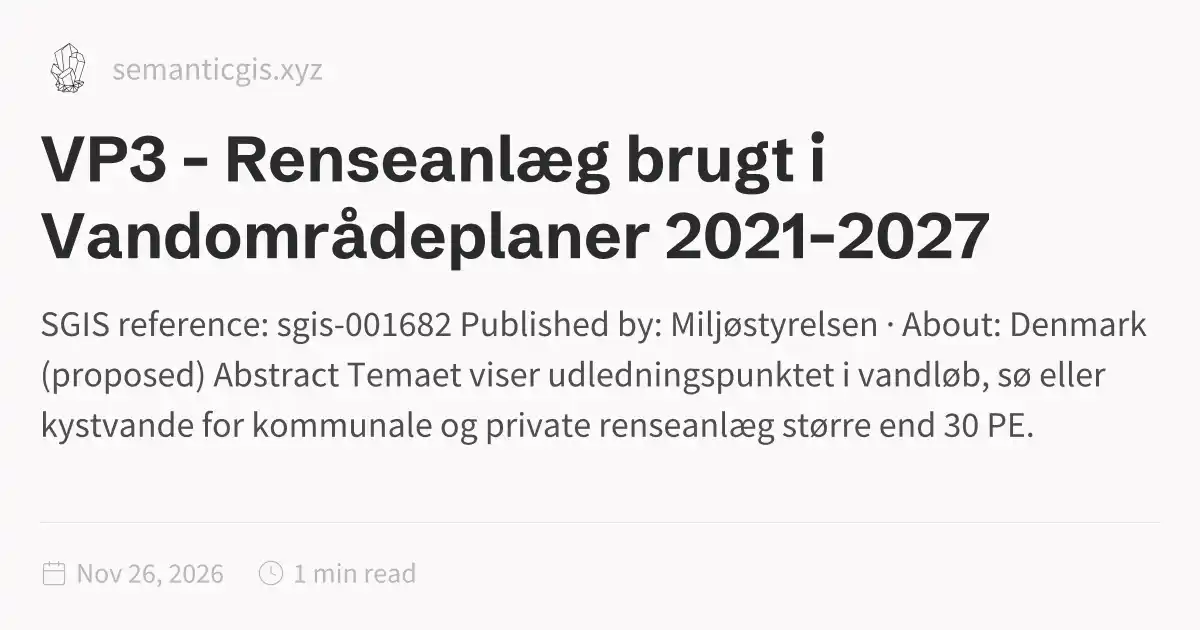 semanticgis.xyz
VP3 - Renseanlæg brugt i
Vandområdeplaner 2021-2027
SGIS reference: sgis-001682 Published by: Miljøstyrelsen · About: Denmark
(proposed) Abstract Temaet viser udledningspunktet i vandløb, sø eller
kystvande for kommunale og private renseanlæg større end 30 PE.
Nov 26, 2026 1 min read